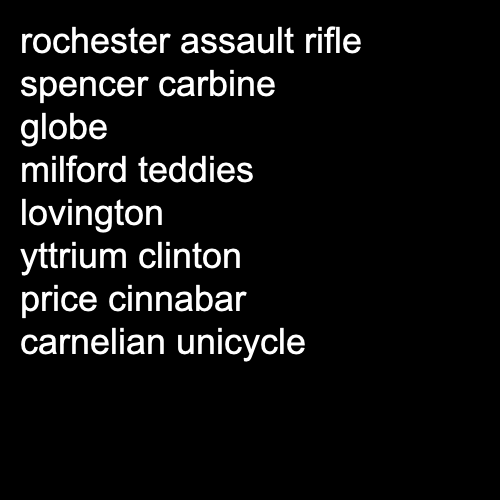 rochester assault rifle
spencer carbine
globe
milford teddies
lovington
yttrium clinton
price cinnabar
carnelian unicycle